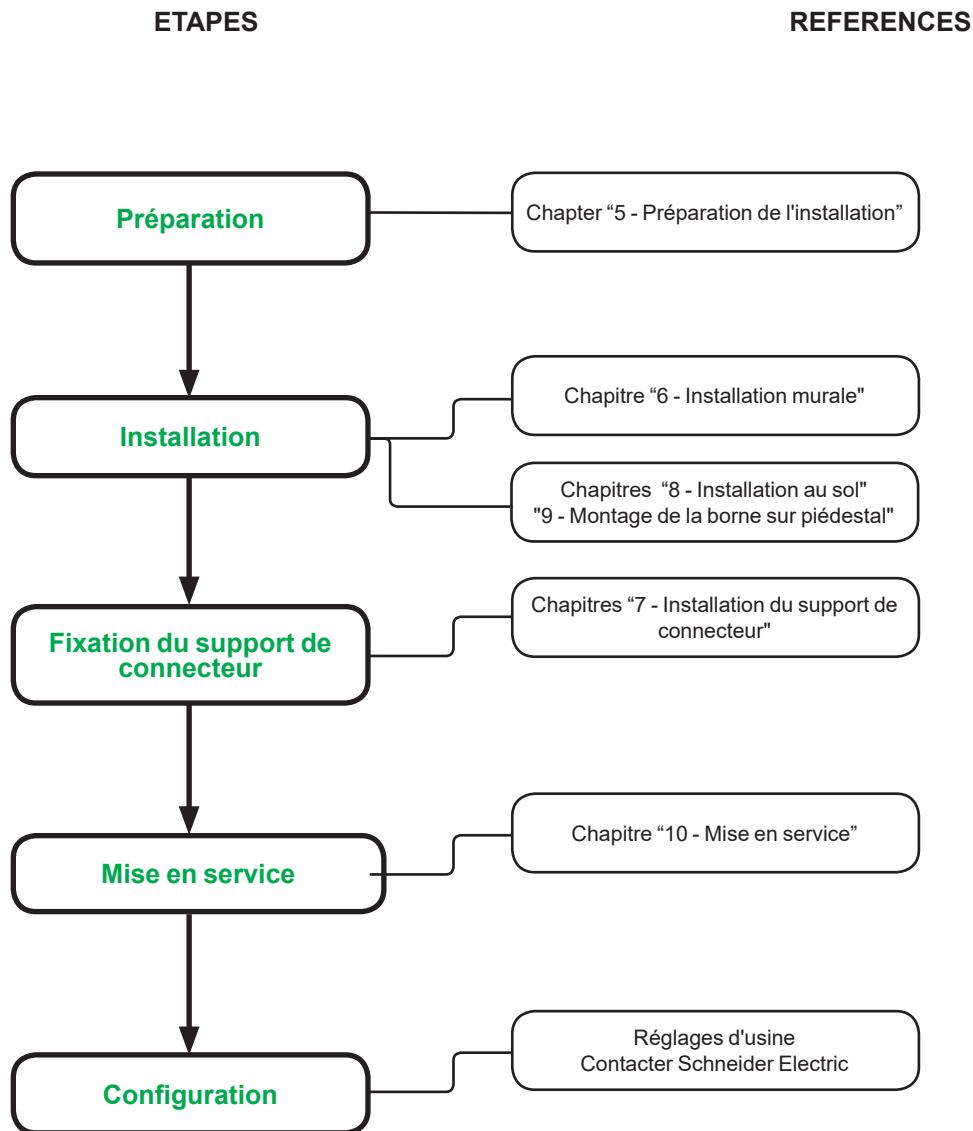 ETAPES
REFERENCES
Préparation
Chapter “5 - Préparation de l'installation”
Installation
Chapitre “6 - Installation murale"
Chapitres “8 - Installation au sol"
"9 - Montage de la borne sur piédestal"
Fixation du support de
connecteur
Chapitres “7 - Installation du support de
connecteur"
Mise en service
Chapitre “10 - Mise en service”
Configuration
Réglages d'usine
Contacter Schneider Electric